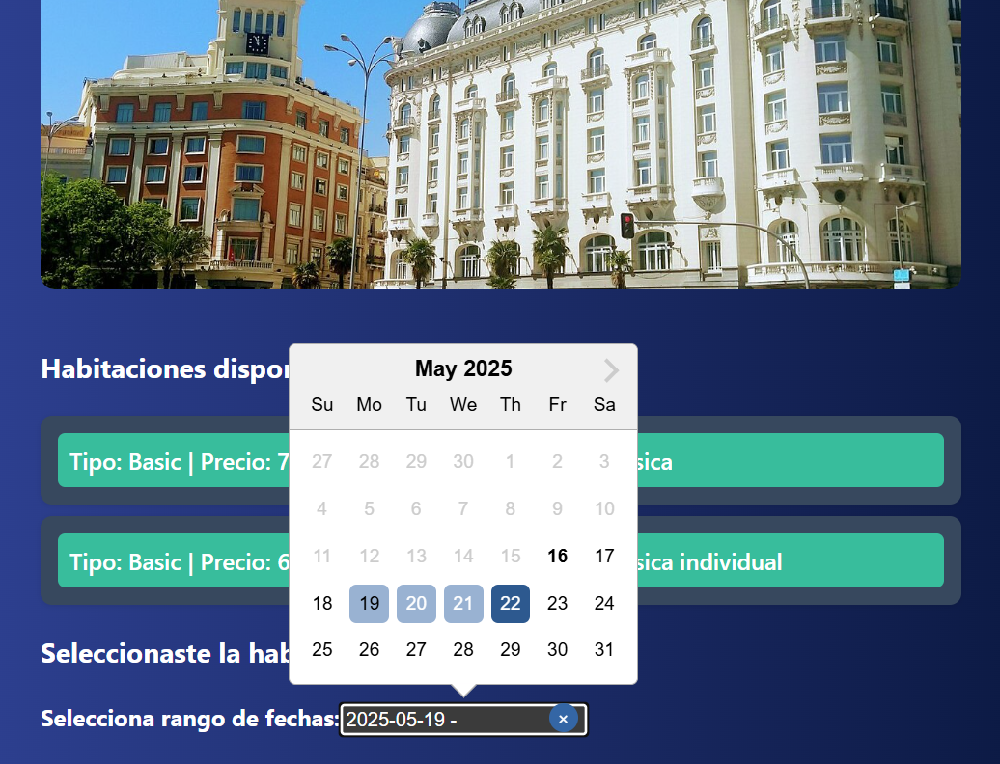 Habitaciones dispo
May 2025
Su Mo Tu We Th Fr Sa
27 28 29 30 1 2 3
4 5 6 7 8 9 10
11 12 13 14 15 16 17
18 19 20 21 22 23 24
25 26 27 28 29 30 31
Tipo: Basic | Precio: 7 sica
Tipo: Basic | Precio: 6 sica individual
Seleccionaste la hab
Selecciona rango de fechas: 2025-05-19 - ×